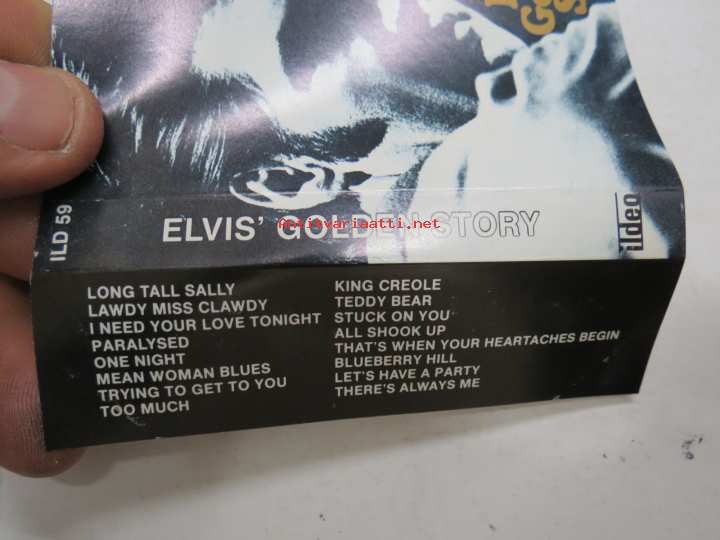 ILD 59
ELVIS' GOLDEN STORY
Antikvariaatti.net
ildeo
LONG TALL SALLY
LAWDY MISS CLAWDY
I NEED YOUR LOVE TONIGHT
PARALYSED
ONE NIGHT
MEAN WOMAN BLUES
TRYING TO GET TO YOU
TOO MUCH
KING CREOLE
TEDDY BEAR
STUCK ON YOU
ALL SHOOK UP
THAT'S WHEN YOUR HEARTACHES BEGIN
BLUEBERRY HILL
LET'S HAVE A PARTY
THERE'S ALWAYS ME